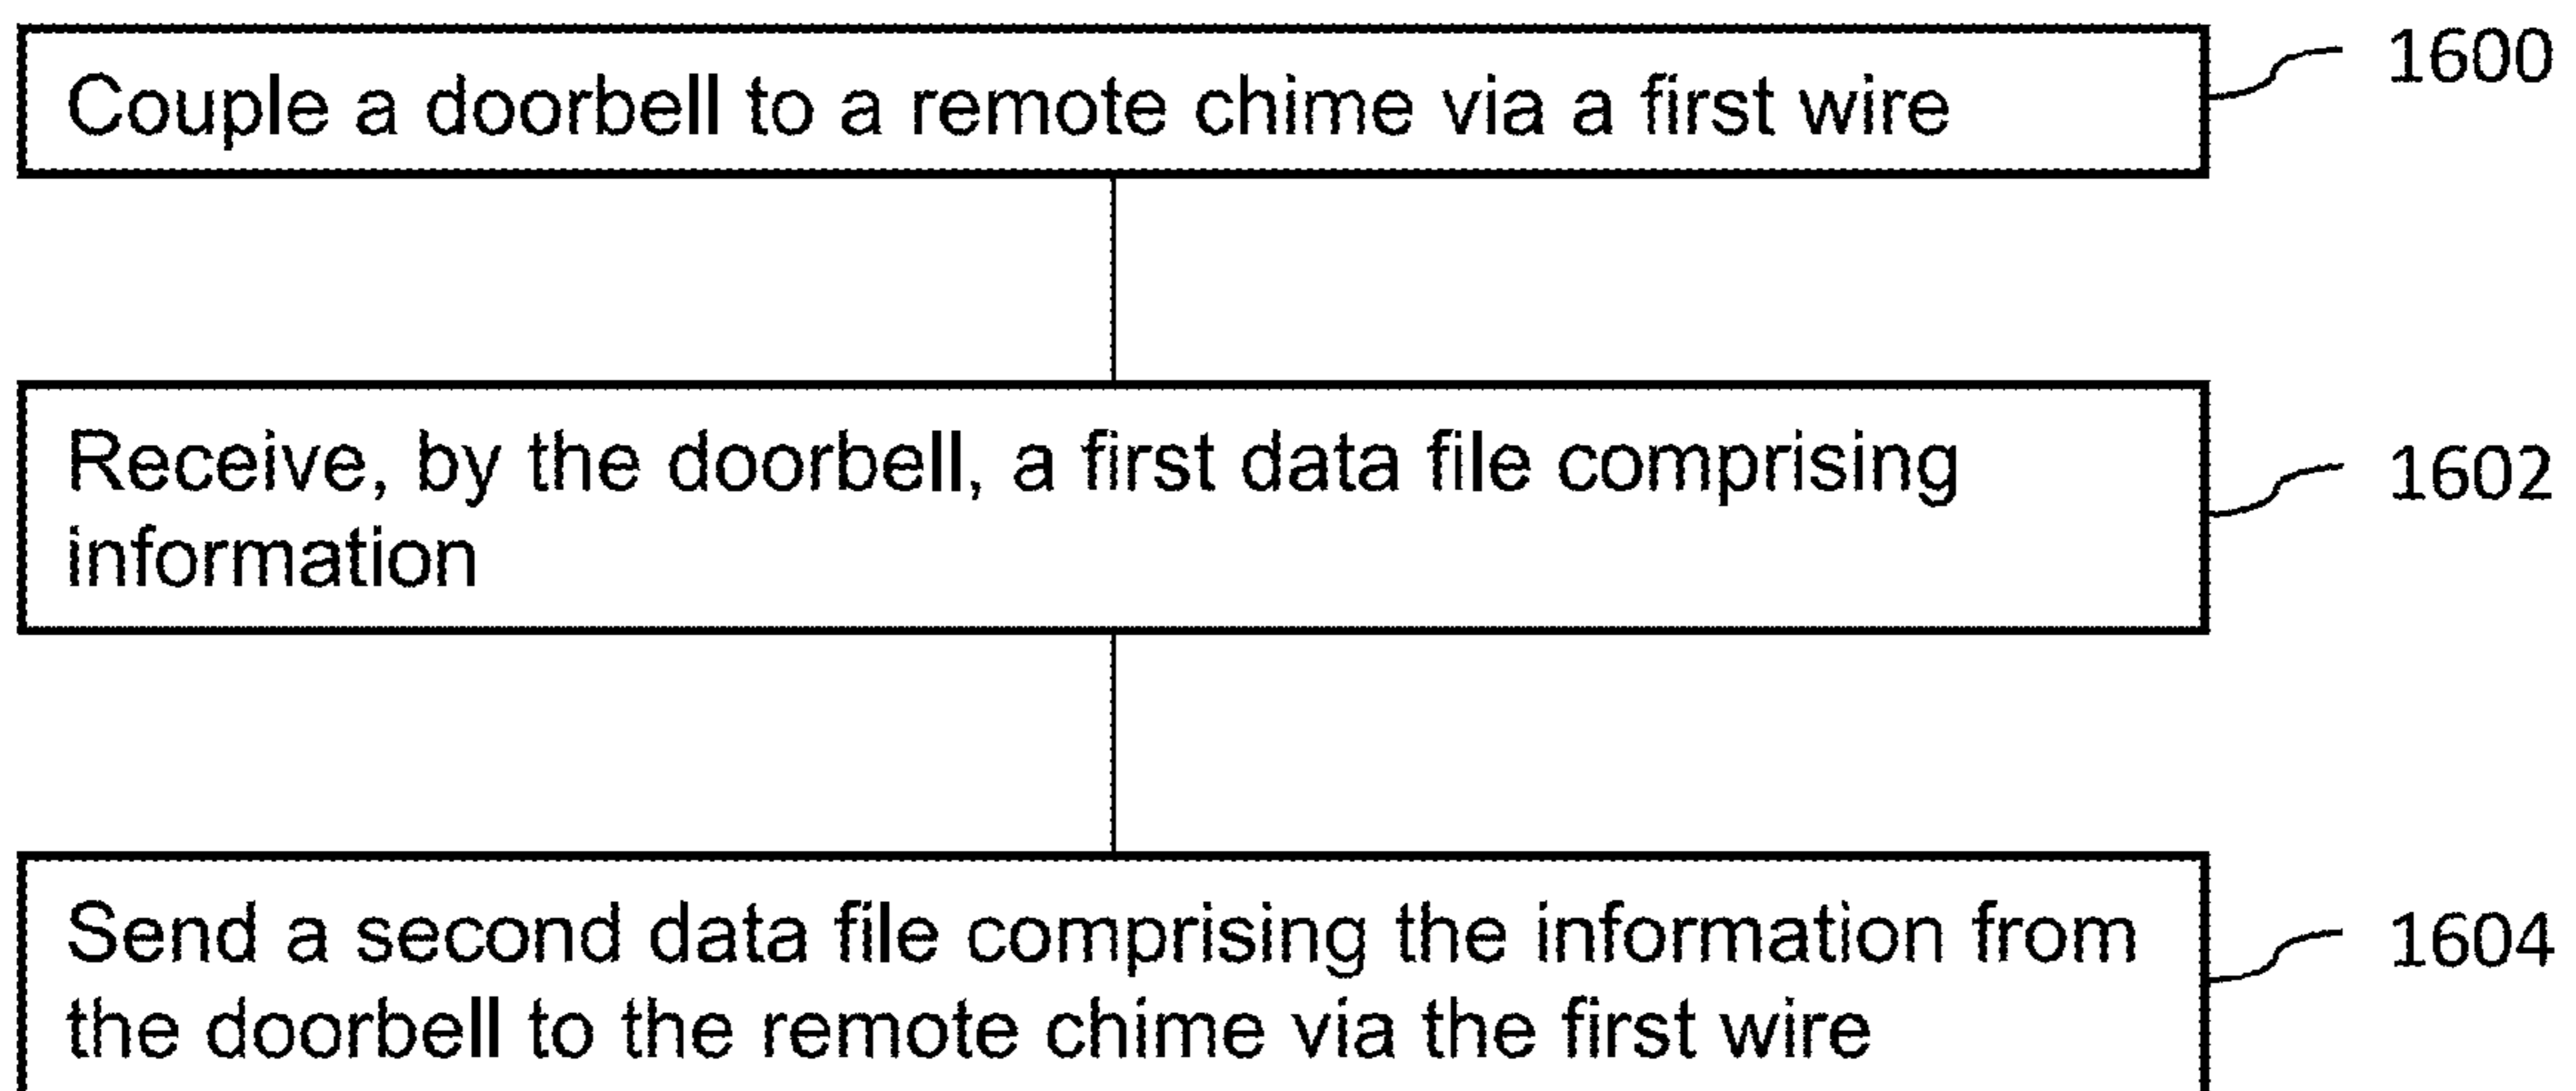 Couple a doorbell to a remote chime via a first wire
1600
Receive, by the doorbell, a first data file comprising
information
1602
Send a second data file comprising the information from
the doorbell to the remote chime via the first wire
1604